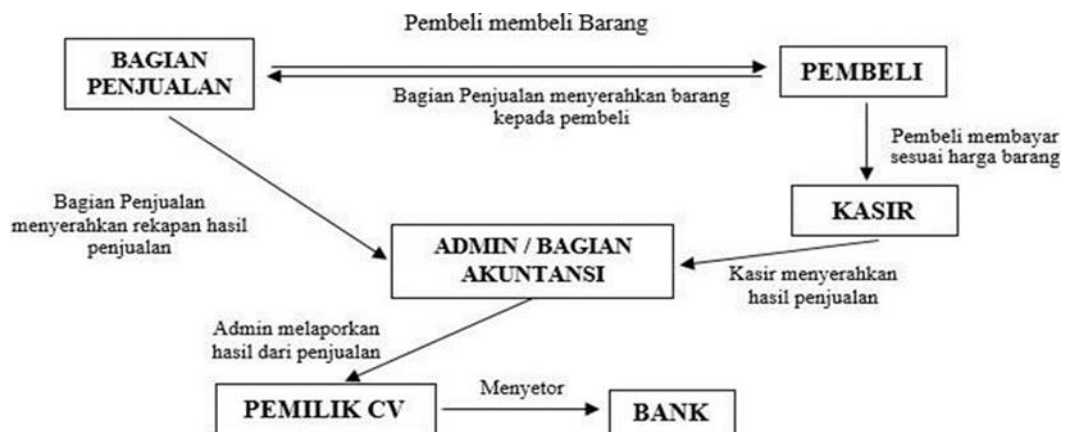 Pembeli membeli Barang
BAGIAN
PENJUALAN
PEMBELI
Bagian Penjualan menyerahkan barang
kepada pembeli
Pembeli membayar
sesuai harga barang
Bagian Penjualan
menyerahkan rekapan hasil
penjualan
KASIR
ADMIN / BAGIAN
AKUNTANSI
Kasir menyerahkan
hasil penjualan
Admin melaporkan
hasil dari penjualan
PEMILIK CV
Menyetor
BANK